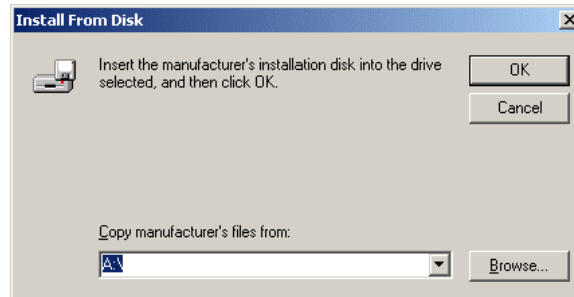 Install From Disk
Insert the manufacturer's installation disk into the drive
selected, and then click OK.
OK
Cancel
Copy manufacturer's files from:
A:\
Browse...